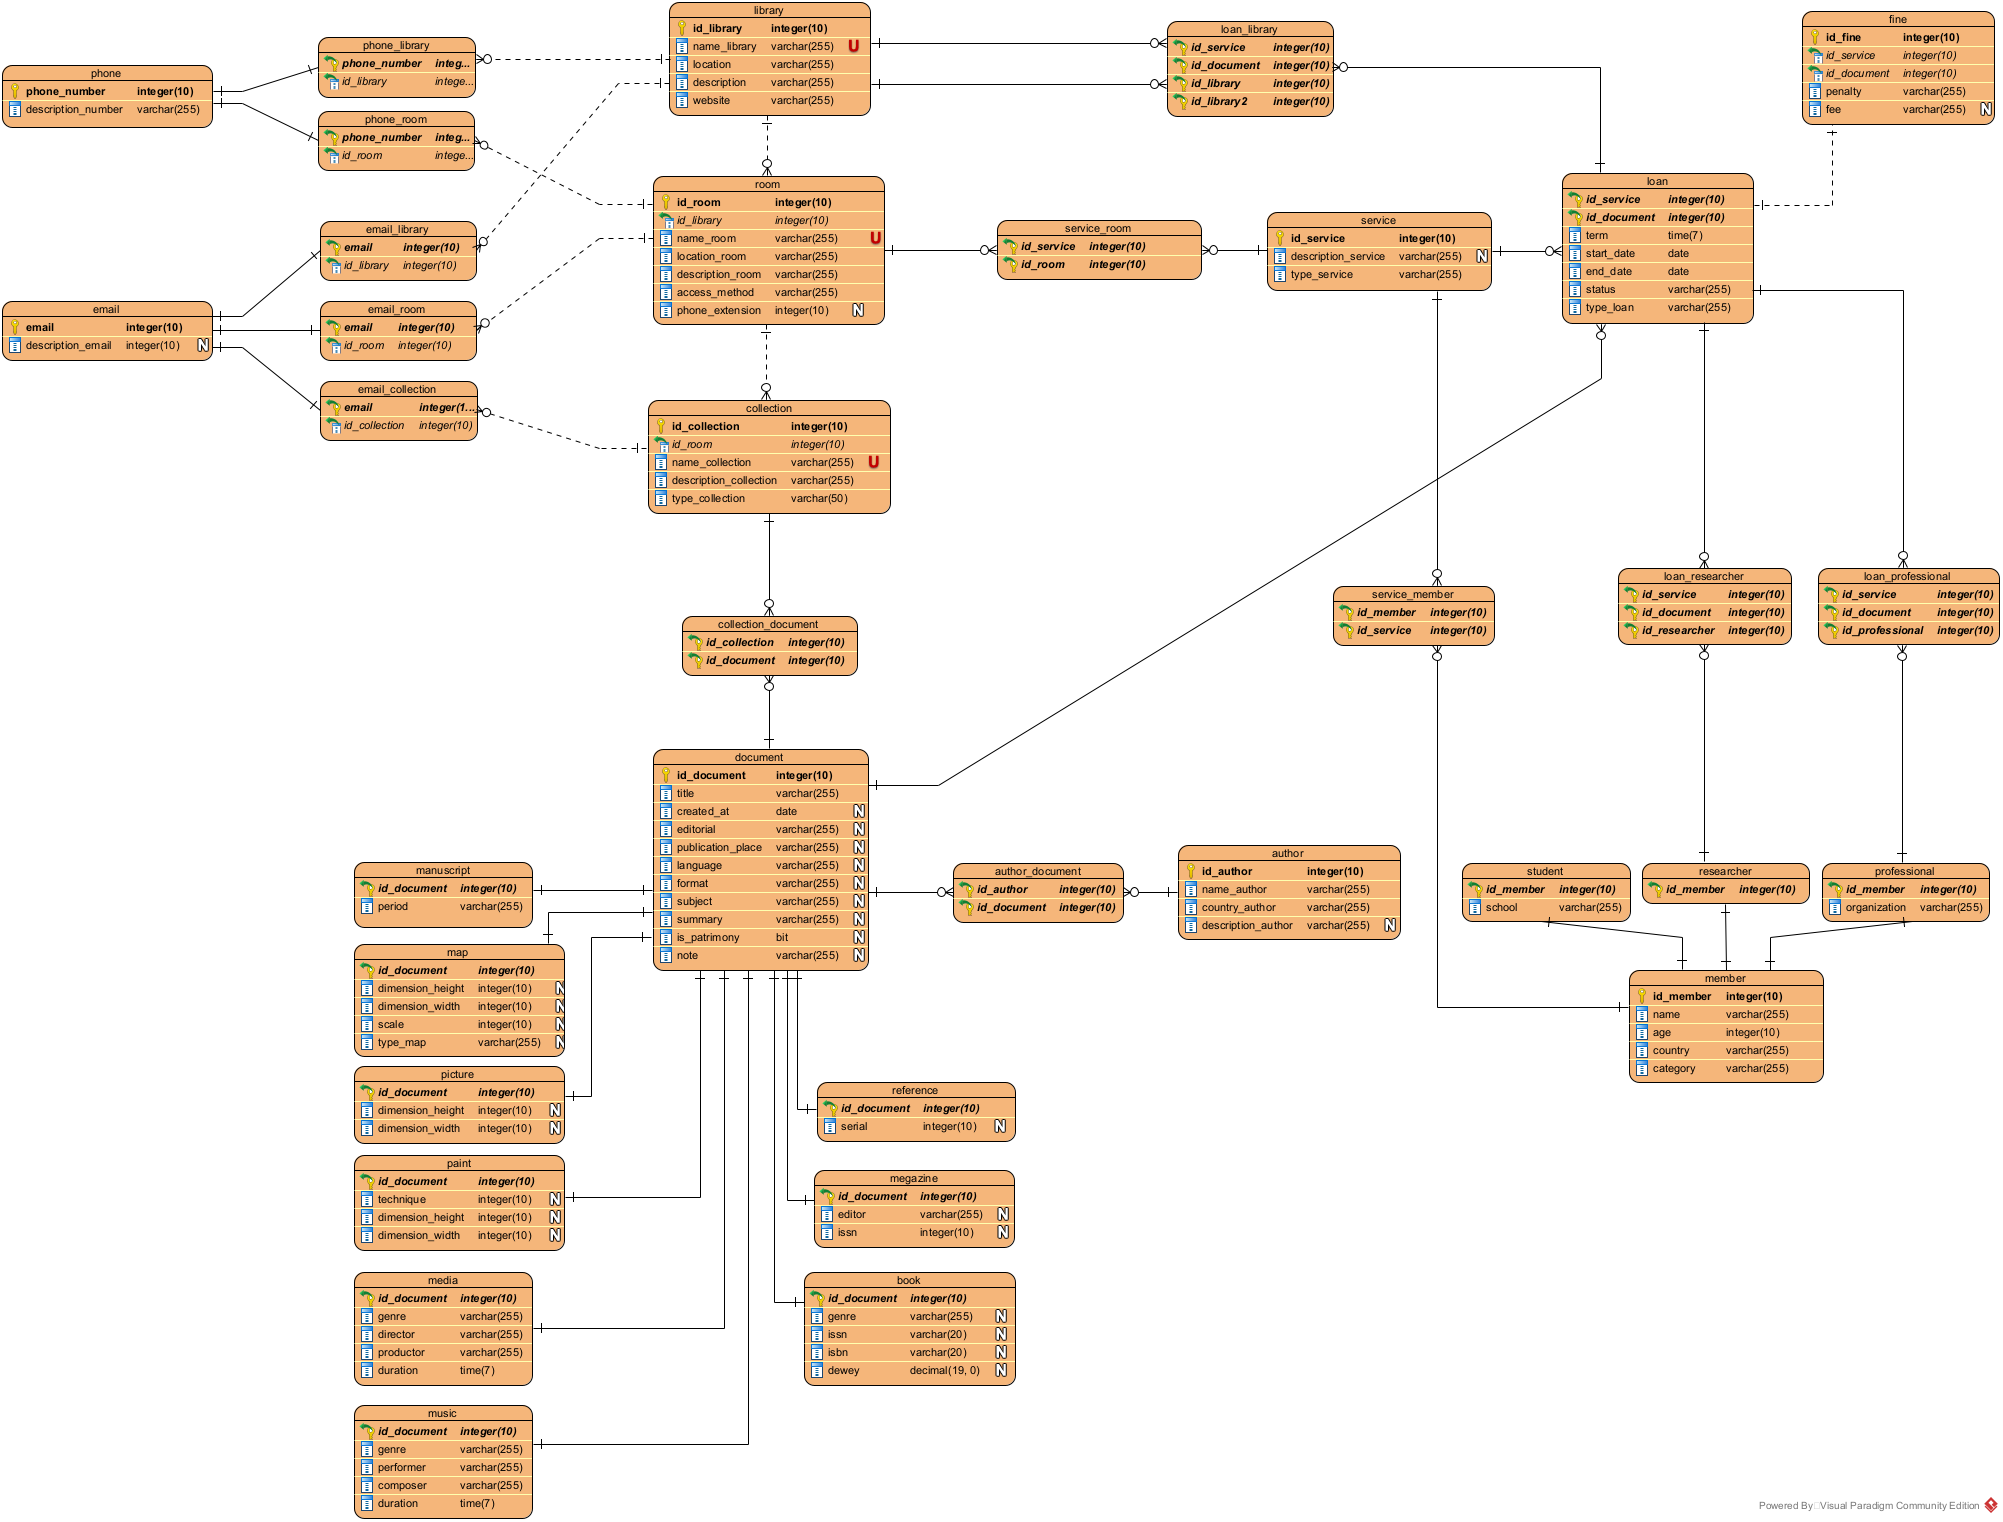 phone
phone_number integer(10)
description_number varchar(255)
phone_library
phone_number integ...
id_library intege...
phone_room
phone_number integ...
id_room intege...
email
email integer(10)
description_email integer(10) N
email_library
email integer(10)
id_library integer(10)
email_room
email integer(10)
id_room integer(10)
email_collection
email integer(1...
id_collection integer(10)
library
id_library integer(10)
name_library varchar(255) U
location varchar(255)
description varchar(255)
website varchar(255)
room
id_room integer(10)
id_library integer(10)
name_room varchar(255) U
location_room varchar(255)
description_room varchar(255)
access_method varchar(255)
phone_extension integer(10) N
collection
id_collection integer(10)
id_room integer(10)
name_collection varchar(255) U
description_collection varchar(255)
type_collection varchar(50)
collection_document
id_collection integer(10)
id_document integer(10)
loan_library
id_service integer(10)
id_document integer(10)
id_library integer(10)
id_library2 integer(10)
service_room
id_service integer(10)
id_room integer(10)
service
id_service integer(10)
description_service varchar(255) N
type_service varchar(255)
fine
id_fine integer(10)
id_service integer(10)
id_document integer(10)
penalty varchar(255)
fee varchar(255) N
loan
id_service integer(10)
id_document integer(10)
term time(7)
start_date date
end_date date
status varchar(255)
type_loan varchar(255)
service_member
id_member integer(10)
id_service integer(10)
loan_researcher
id_service integer(10)
id_document integer(10)
id_researcher integer(10)
loan_professional
id_service integer(10)
id_document integer(10)
id_professional integer(10)
document
id_document integer(10)
title varchar(255)
created_at date N
editorial varchar(255) N
publication_place varchar(255) N
language varchar(255) N
format varchar(255) N
subject varchar(255) N
summary varchar(255) N
is_patrimony bit N
note varchar(255) N
author_document
id_author integer(10)
id_document integer(10)
author
id_author integer(10)
name_author varchar(255)
country_author varchar(255)
description_author varchar(255) N
student
id_member integer(10)
school varchar(255)
researcher
id_member integer(10)
professional
id_member integer(10)
organization varchar(255)
member
id_member integer(10)
name varchar(255)
age integer(10)
country varchar(255)
category varchar(255)
manuscript
id_document integer(10)
period varchar(255)
map
id_document integer(10)
dimension_height integer(10) N
dimension_width integer(10) N
scale integer(10) N
type_map varchar(255) N
picture
id_document integer(10)
dimension_height integer(10) N
dimension_width integer(10) N
paint
id_document integer(10)
technique integer(10) N
dimension_height integer(10) N
dimension_width integer(10) N
media
id_document integer(10)
genre varchar(255)
director varchar(255)
productor varchar(255)
duration time(7)
music
id_document integer(10)
genre varchar(255)
performer varchar(255)
composer varchar(255)
duration time(7)
reference
id_document integer(10)
serial integer(10) N
megazine
id_document integer(10)
editor varchar(255) N
issn integer(10) N
book
id_document integer(10)
genre varchar(255) N
issn varchar(20) N
isbn varchar(20) N
dewey decimal(19, 0) N
Powered By Visual Paradigm Community Edition